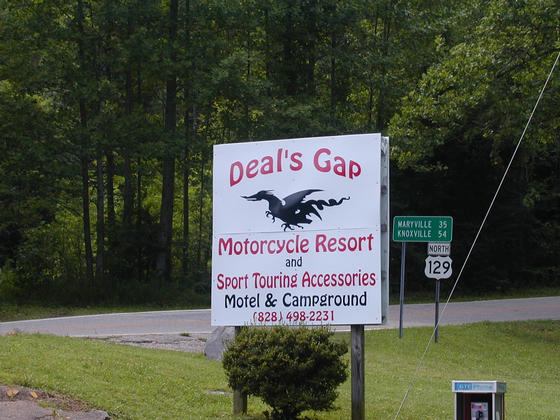 Deal's Gap
Motorcycle Resort
and
Sport Touring Accessories
Motel & Campground
(828) 498-2231
MARYVILLE 35
KNOXVILLE 54
NORTH
129